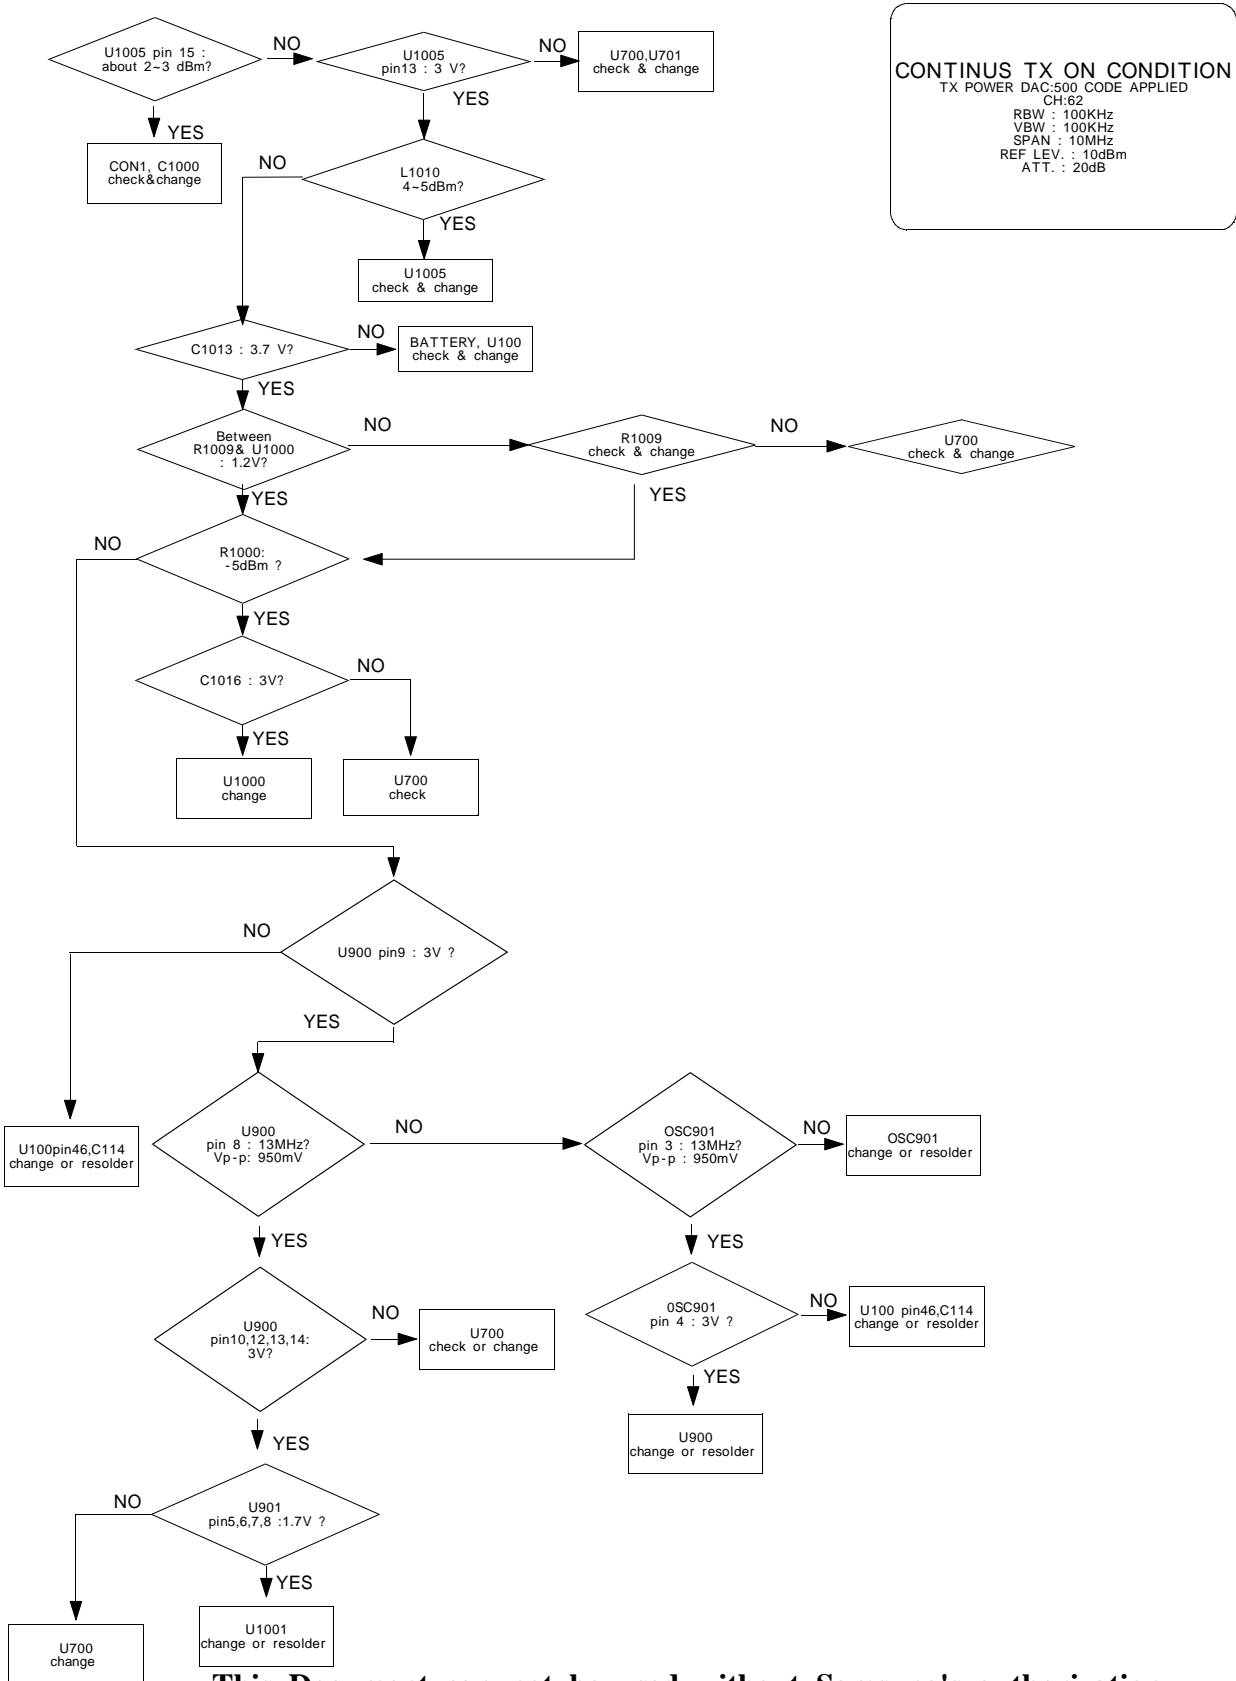 U1005 pin 15 :
about 2~3 dBm?
NO
U1005
pin13 : 3 V?
NO
U700,U701
check & change
CONTINUS TX ON CONDITION
TX POWER DAC:500 CODE APPLIED
CH:62
RBW : 100KHz
VBW : 100KHz
SPAN : 10MHz
REF LEV. : 10dBm
ATT. : 20dB
YES
YES
CON1, C1000
check&change
NO
L1010
4~5dBm?
YES
U1005
check & change
C1013 : 3.7 V?
NO
BATTERY, U100
check & change
YES
Between
R1009& U1000
: 1.2V?
NO
R1009
check & change
NO
U700
check & change
YES
YES
NO
R1000:
-5dBm ?
YES
C1016 : 3V?
NO
YES
U1000
change
U700
check
NO
U900 pin9 : 3V ?
YES
U100pin46,C114
change or resolder
U900
pin 8 : 13MHz?
Vp-p: 950mV
NO
OSC901
pin 3 : 13MHz?
Vp-p : 950mV
NO
OSC901
change or resolder
YES
YES
U900
pin10,12,13,14:
3V?
NO
U700
check or change
0SC901
pin 4 : 3V ?
NO
U100 pin46,C114
change or resolder
YES
U900
change or resolder
YES
NO
U901
pin5,6,7,8 :1.7V ?
YES
U1001
change or resolder
U700
change